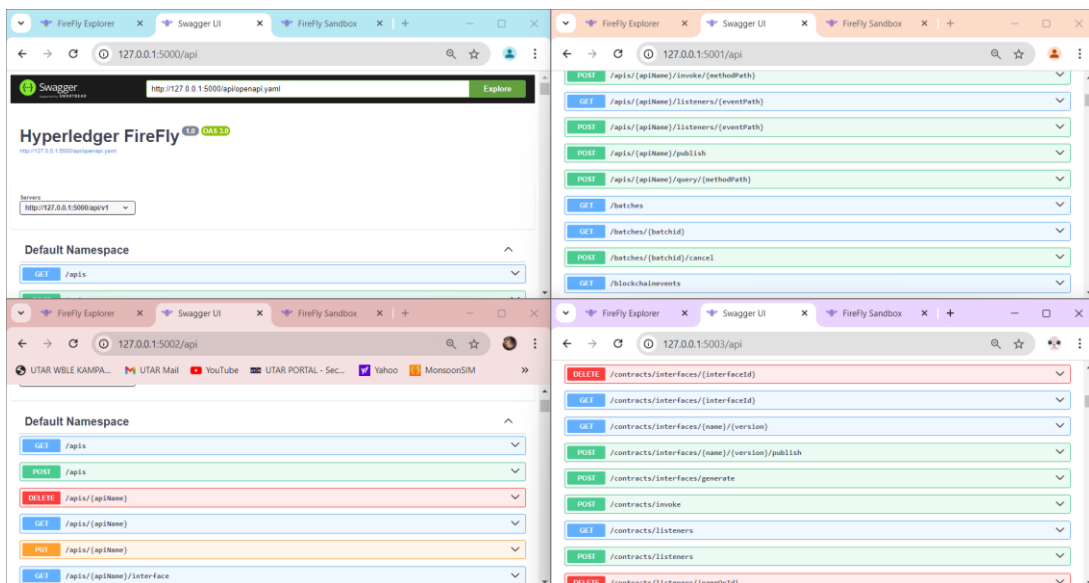 FireFly Explorer
Swagger UI
FireFly Sandbox
127.0.0.1:5000/api
Swagger
Supported by SMARTBEAR
http://127.0.0.1:5000/api/openapi.yaml
Explore
Hyperledger FireFly 1.0 OAS 3.0
http://127.0.0.1:5000/api/openapi.yaml
Servers
http://127.0.0.1:5000/api/v1
Default Namespace
GET /apis
FireFly Explorer
Swagger UI
FireFly Sandbox
127.0.0.1:5001/api
POST /apis/{apiName}/invoke/{methodPath}
GET /apis/{apiName}/listeners/{eventPath}
POST /apis/{apiName}/listeners/{eventPath}
POST /apis/{apiName}/publish
POST /apis/{apiName}/query/{methodPath}
GET /batches
GET /batches/{batchid}
POST /batches/{batchid}/cancel
GET /blockchainevents
FireFly Explorer
Swagger UI
FireFly Sandbox
127.0.0.1:5002/api
UTAR WBLE KAMPA...
UTAR Mail
YouTube
UTAR PORTAL - Sec...
Yahoo
MonsoonSIM
Default Namespace
GET /apis
POST /apis
DELETE /apis/{apiName}
GET /apis/{apiName}
PUT /apis/{apiName}
GET /apis/{apiName}/interface
FireFly Explorer
Swagger UI
FireFly Sandbox
127.0.0.1:5003/api
DELETE /contracts/interfaces/{interfaceId}
GET /contracts/interfaces/{interfaceId}
GET /contracts/interfaces/{name}/{version}
POST /contracts/interfaces/{name}/{version}/publish
POST /contracts/interfaces/generate
POST /contracts/invoke
GET /contracts/listeners
POST /contracts/listeners
DELETE /contracts/listeners/{nameOrId}